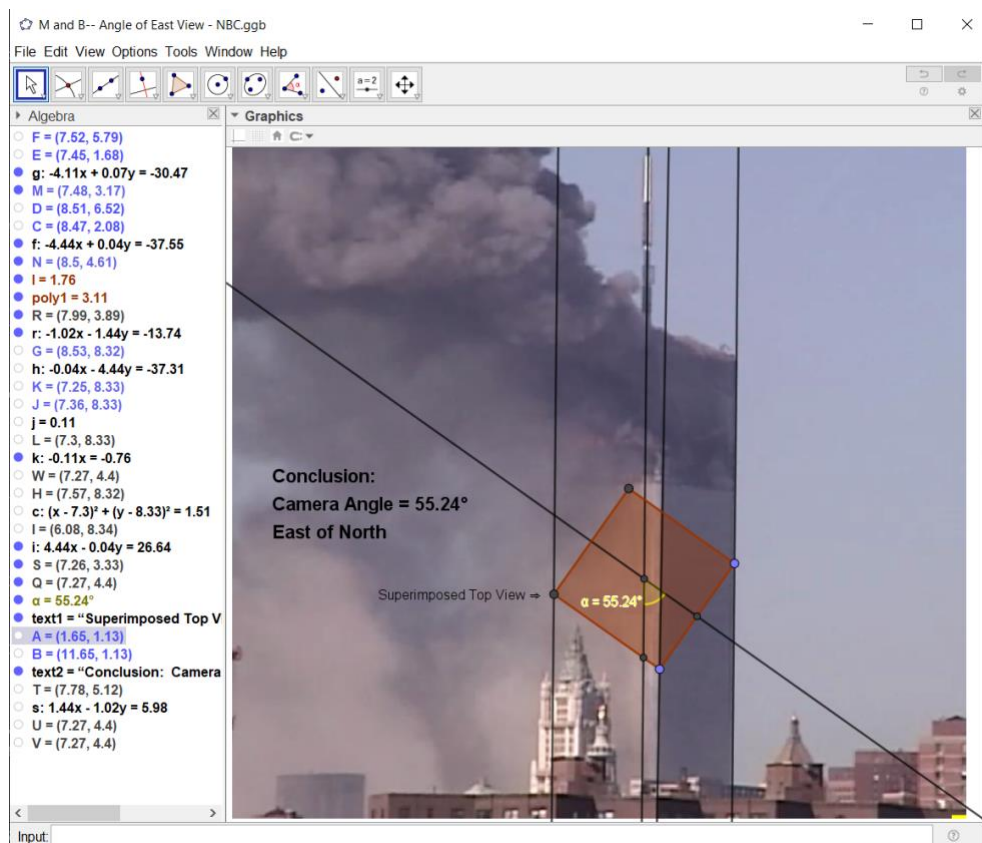 M and B-- Angle of East View - NBC.ggb
File Edit View Options Tools Window Help
a=2
Algebra
F = (7.52, 5.79)
E = (7.45, 1.68)
g: -4.11x + 0.07y = -30.47
M = (7.48, 3.17)
D = (8.51, 6.52)
C = (8.47, 2.08)
f: -4.44x + 0.04y = -37.55
N = (8.5, 4.61)
l = 1.76
poly1 = 3.11
R = (7.99, 3.89)
r: -1.02x - 1.44y = -13.74
G = (8.53, 8.32)
h: -0.04x - 4.44y = -37.31
K = (7.25, 8.33)
J = (7.36, 8.33)
j = 0.11
L = (7.3, 8.33)
k: -0.11x = -0.76
W = (7.27, 4.4)
H = (7.57, 8.32)
c: (x - 7.3)² + (y - 8.33)² = 1.51
I = (6.08, 8.34)
i: 4.44x - 0.04y = 26.64
S = (7.26, 3.33)
Q = (7.27, 4.4)
α = 55.24°
text1 = “Superimposed Top V
A = (1.65, 1.13)
B = (11.65, 1.13)
text2 = “Conclusion: Camera
T = (7.78, 5.12)
s: 1.44x - 1.02y = 5.98
U = (7.27, 4.4)
V = (7.27, 4.4)
Graphics
Conclusion:
Camera Angle = 55.24°
East of North
Superimposed Top View ⇒
α = 55.24°
Input: